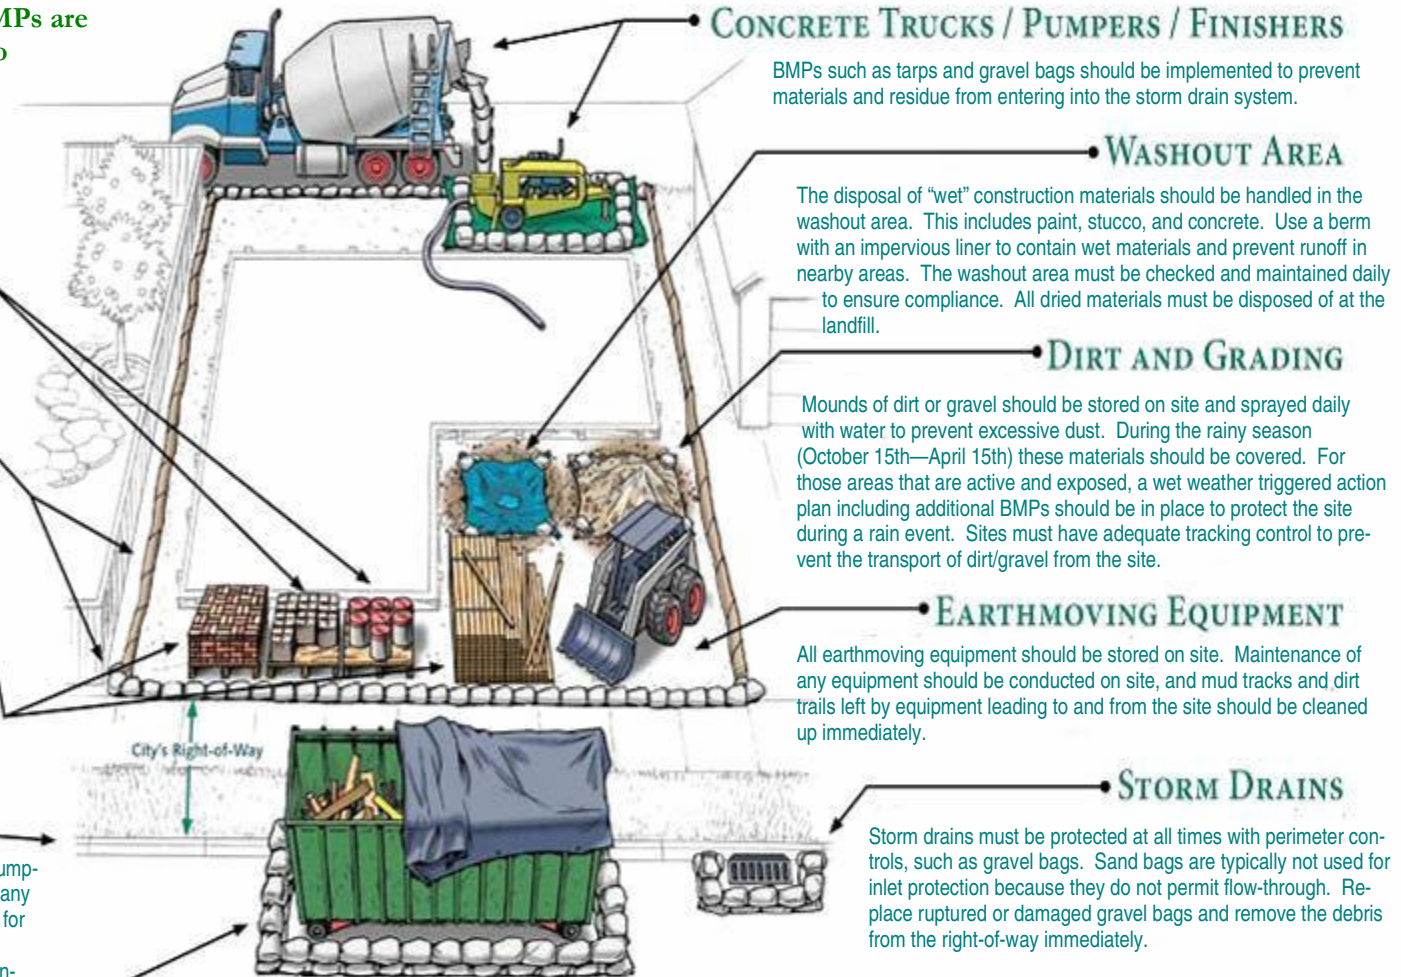 MPs are
CONCRETE TRUCKS / PUMPERS / FINISHERS
BMPs such as tarps and gravel bags should be implemented to prevent
materials and residue from entering into the storm drain system.
WASHOUT AREA
The disposal of “wet” construction materials should be handled in the
washout area.  This includes paint, stucco, and concrete.  Use a berm
with an impervious liner to contain wet materials and prevent runoff in
nearby areas.  The washout area must be checked and maintained daily
to ensure compliance.  All dried materials must be disposed of at the
landfill.
DIRT AND GRADING
Mounds of dirt or gravel should be stored on site and sprayed daily
with water to prevent excessive dust.  During the rainy season
(October 15th—April 15th) these materials should be covered.  For
those areas that are active and exposed, a wet weather triggered action
plan including additional BMPs should be in place to protect the site
during a rain event.  Sites must have adequate tracking control to pre-
vent the transport of dirt/gravel from the site.
EARTHMOVING EQUIPMENT
All earthmoving equipment should be stored on site.  Maintenance of
any equipment should be conducted on site, and mud tracks and dirt
trails left by equipment leading to and from the site should be cleaned
up immediately.
City's Right-of-Way
STORM DRAINS
Storm drains must be protected at all times with perimeter con-
trols, such as gravel bags.  Sand bags are typically not used for
inlet protection because they do not permit flow-through.  Re-
place ruptured or damaged gravel bags and remove the debris
from the right-of-way immediately.
ump-
any
for
n-